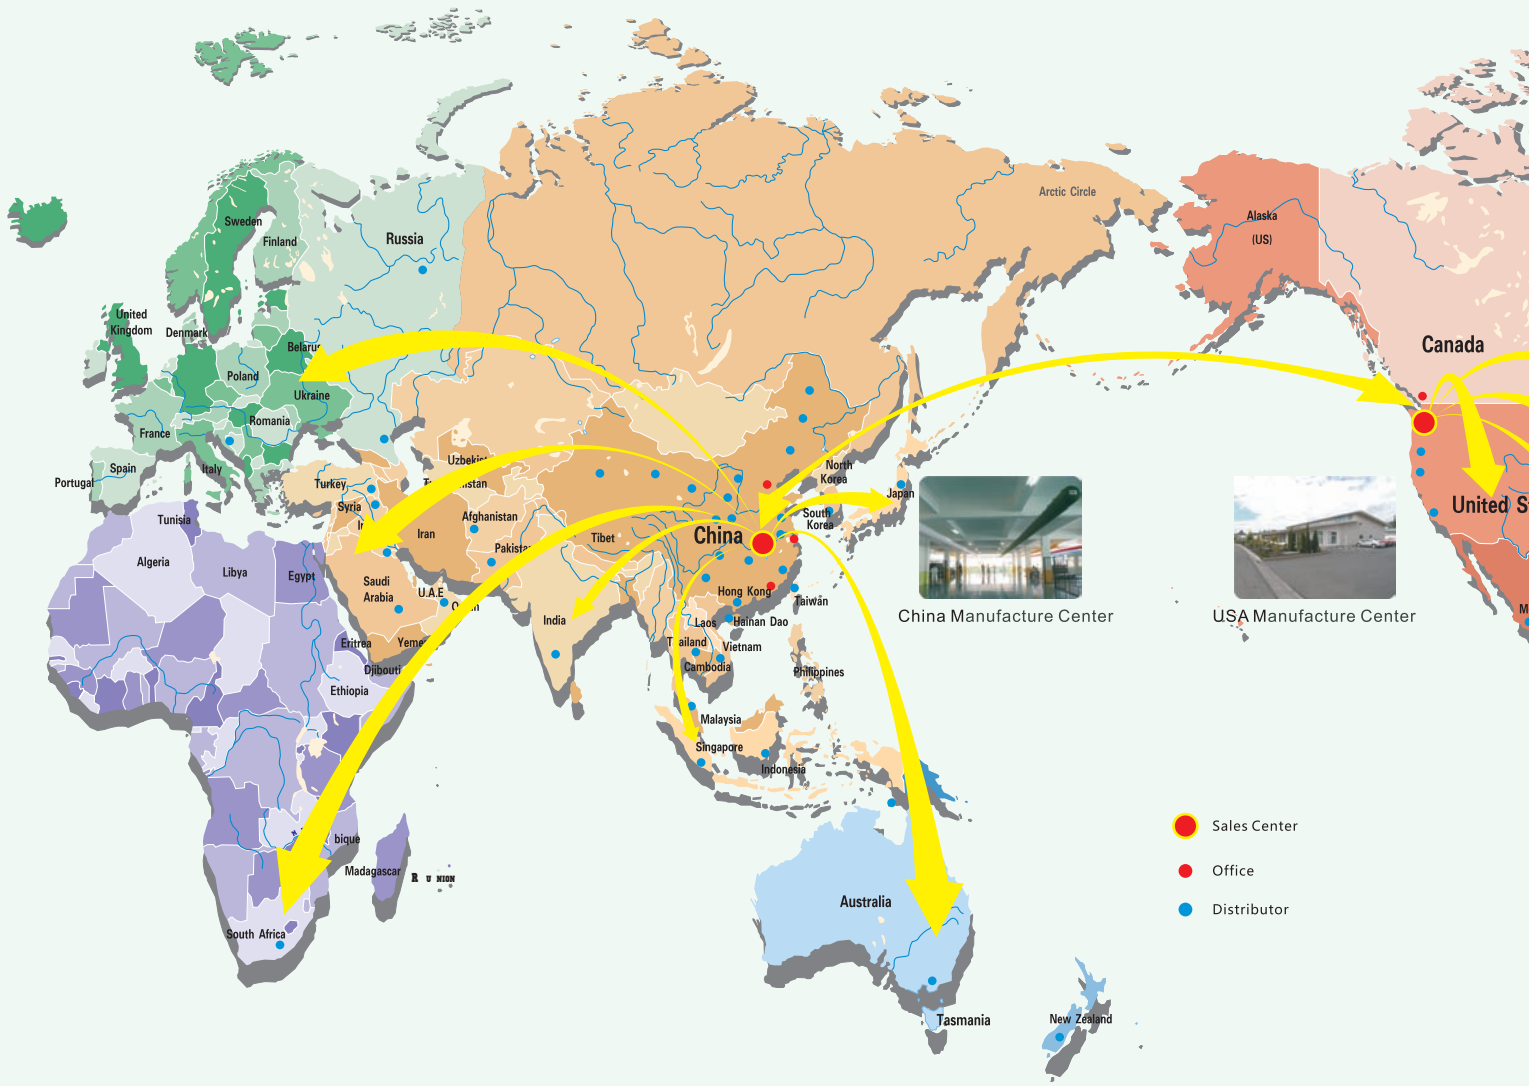 Arctic Circle
Alaska
(US)
Sweden
Finland
Russia
United
Kingdom
Denmark
Belarus
Canada
Poland
Ukraine
Romania
France
Spain
Italy
Portugal
Turkey
Syria
Iran
Afghanistan
Tibet
China
North
Korea
South
Korea
Japan
United S
Tunisia
Algeria
Libya
Egypt
Saudi
Arabia
U.A.E
India
Hong Kong
Taiwan
Laos
Hainan Dao
Thailand
Vietnam
Cambodia
Philippines
China Manufacture Center
USA Manufacture Center
M
Eritrea
Djibouti
Ethiopia
Malaysia
Singapore
Indonesia
bique
Madagascar
R U NION
South Africa
Australia
Tasmania
New Zealand
Sales Center
Office
Distributor